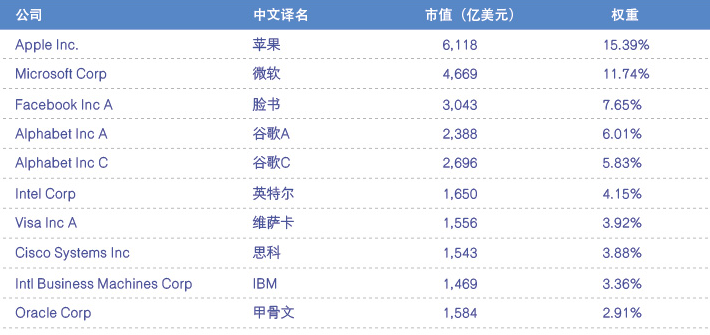 公司 中文译名 市值（亿美元） 权重
Apple Inc. 苹果 6,118 15.39%
Microsoft Corp 微软 4,669 11.74%
Facebook Inc A 脸书 3,043 7.65%
Alphabet Inc A 谷歌A 2,388 6.01%
Alphabet Inc C 谷歌C 2,696 5.83%
Intel Corp 英特尔 1,650 4.15%
Visa Inc A 维萨卡 1,556 3.92%
Cisco Systems Inc 思科 1,543 3.88%
Intl Business Machines Corp IBM 1,469 3.36%
Oracle Corp 甲骨文 1,584 2.91%